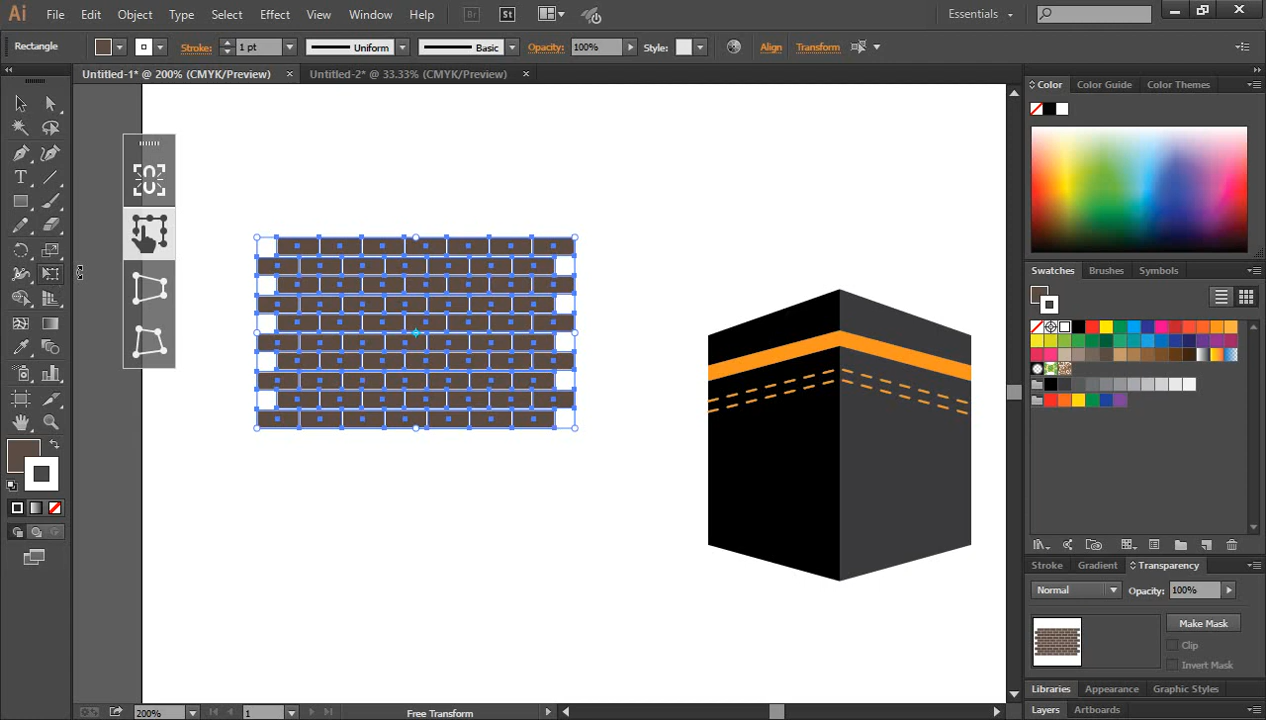 Ai File Edit Object Type Select Effect View Window Help Br St Essentials
Rectangle Stroke: 1 pt Uniform Basic Opacity: 100% Style: Align Transform
Untitled-1* @ 200% (CMYK/Preview) × Untitled-2* @ 33.33% (CMYK/Preview) ×
Color Color Guide Color Themes
Swatches Brushes Symbols
Stroke Gradient Transparency
Normal Opacity: 100%
Make Mask
Clip
Invert Mask
Libraries Appearance Graphic Styles
Layers Artboards
200% 1 Free Transform